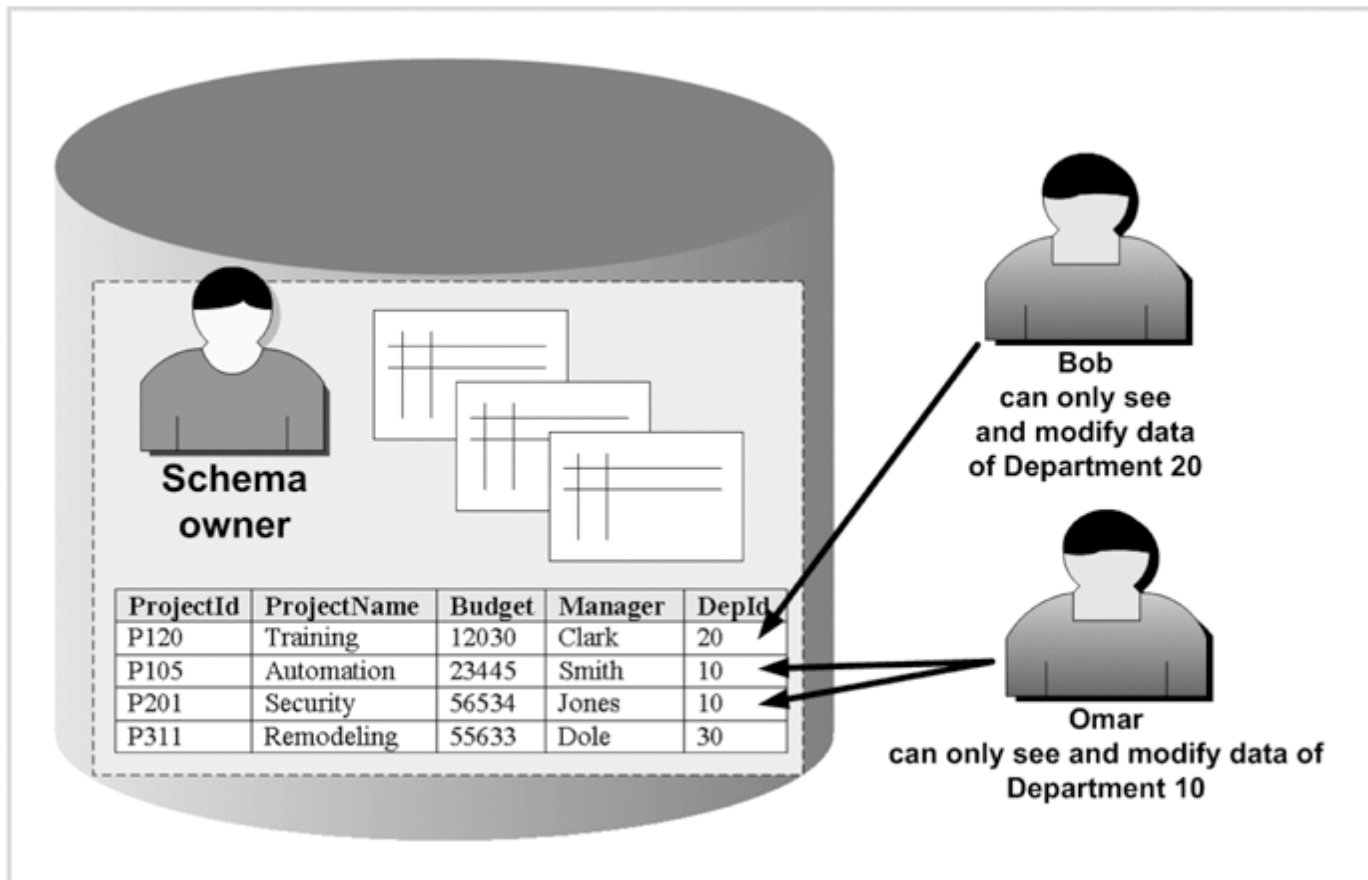 Schema
owner
ProjectId ProjectName Budget Manager DepId
P120 Training 12030 Clark 20
P105 Automation 23445 Smith 10
P201 Security 56534 Jones 10
P311 Remodeling 55633 Dole 30
Bob
can only see
and modify data
of Department 20
Omar
can only see and modify data of
Department 10